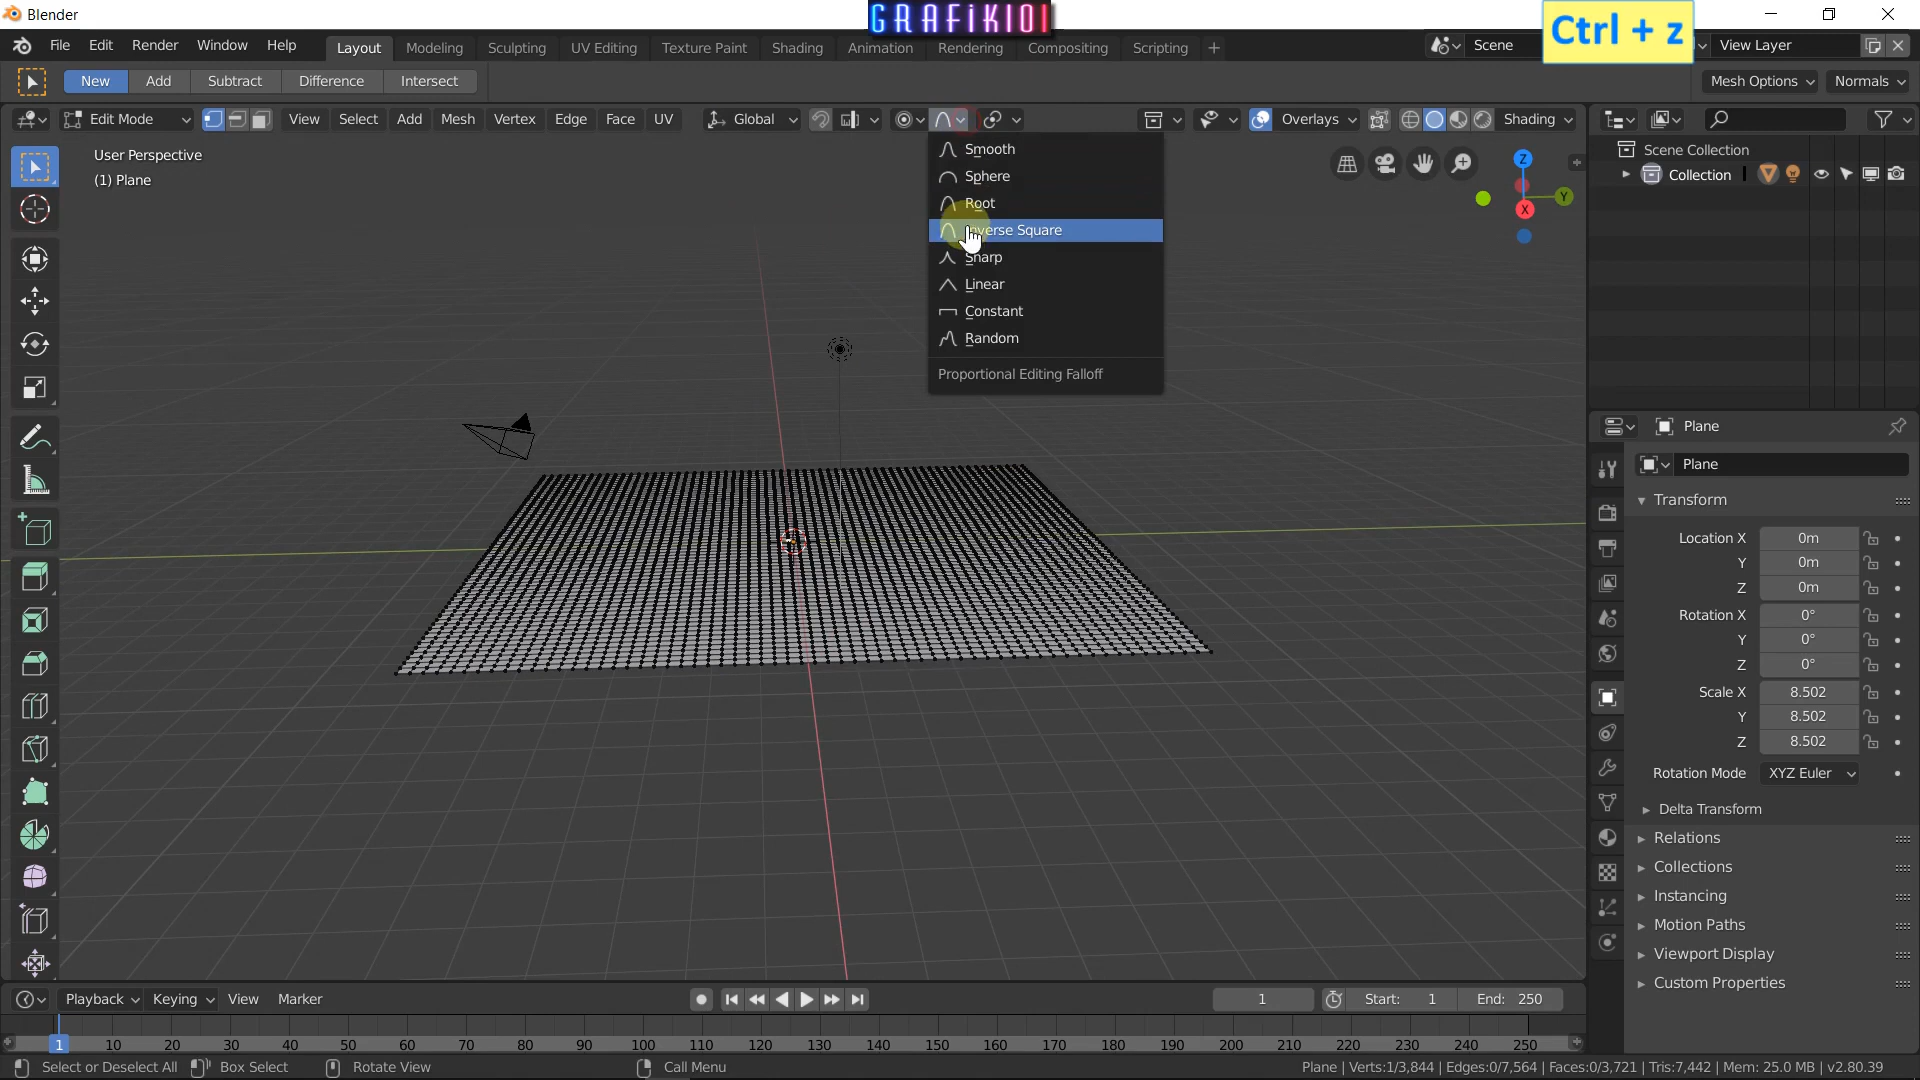 Blender
GRAFiK101
Ctrl + z
File Edit Render Window Help
Layout Modeling Sculpting UV Editing Texture Paint Shading Animation Rendering Compositing Scripting +
Scene
View Layer
New Add Subtract Difference Intersect
Mesh Options Normals
Edit Mode View Select Add Mesh Vertex Edge Face UV Global
Overlays Shading
User Perspective
(1) Plane
Smooth
Sphere
Root
Inverse Square
Sharp
Linear
Constant
Random
Proportional Editing Falloff
Z
Y
X
Scene Collection
Collection
Plane
Plane
Transform
Location X 0m
Y 0m
Z 0m
Rotation X 0°
Y 0°
Z 0°
Scale X 8.502
Y 8.502
Z 8.502
Rotation Mode XYZ Euler
Delta Transform
Relations
Collections
Instancing
Motion Paths
Viewport Display
Custom Properties
Playback Keying View Marker
1 Start: 1 End: 250
1 10 20 30 40 50 60 70 80 90 100 110 120 130 140 150 160 170 180 190 200 210 220 230 240 250
Select or Deselect All Box Select Rotate View Call Menu
Plane | Verts:1/3,844 | Edges:0/7,564 | Faces:0/3,721 | Tris:7,442 | Mem: 25.0 MB | v2.80.39